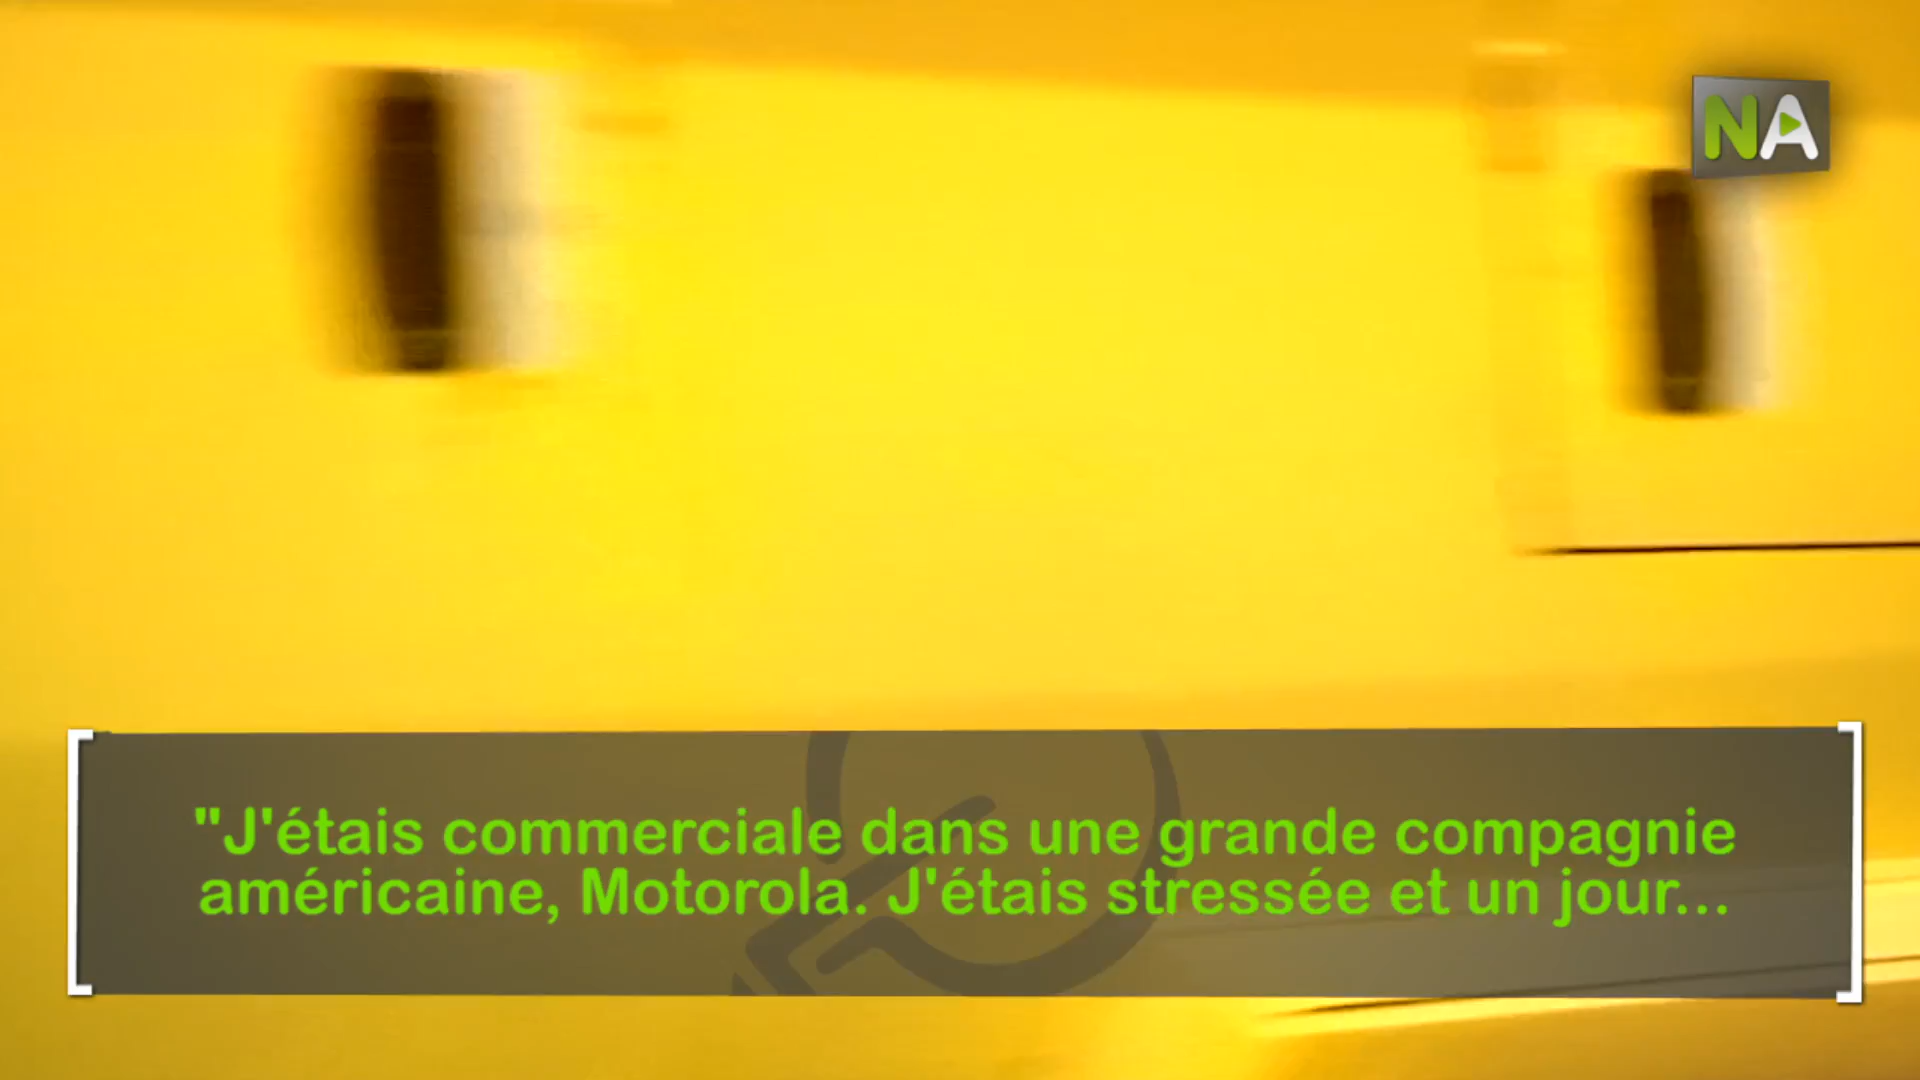 NA
"J'étais commerciale dans une grande compagnie
américaine, Motorola. J'étais stressée et un jour...